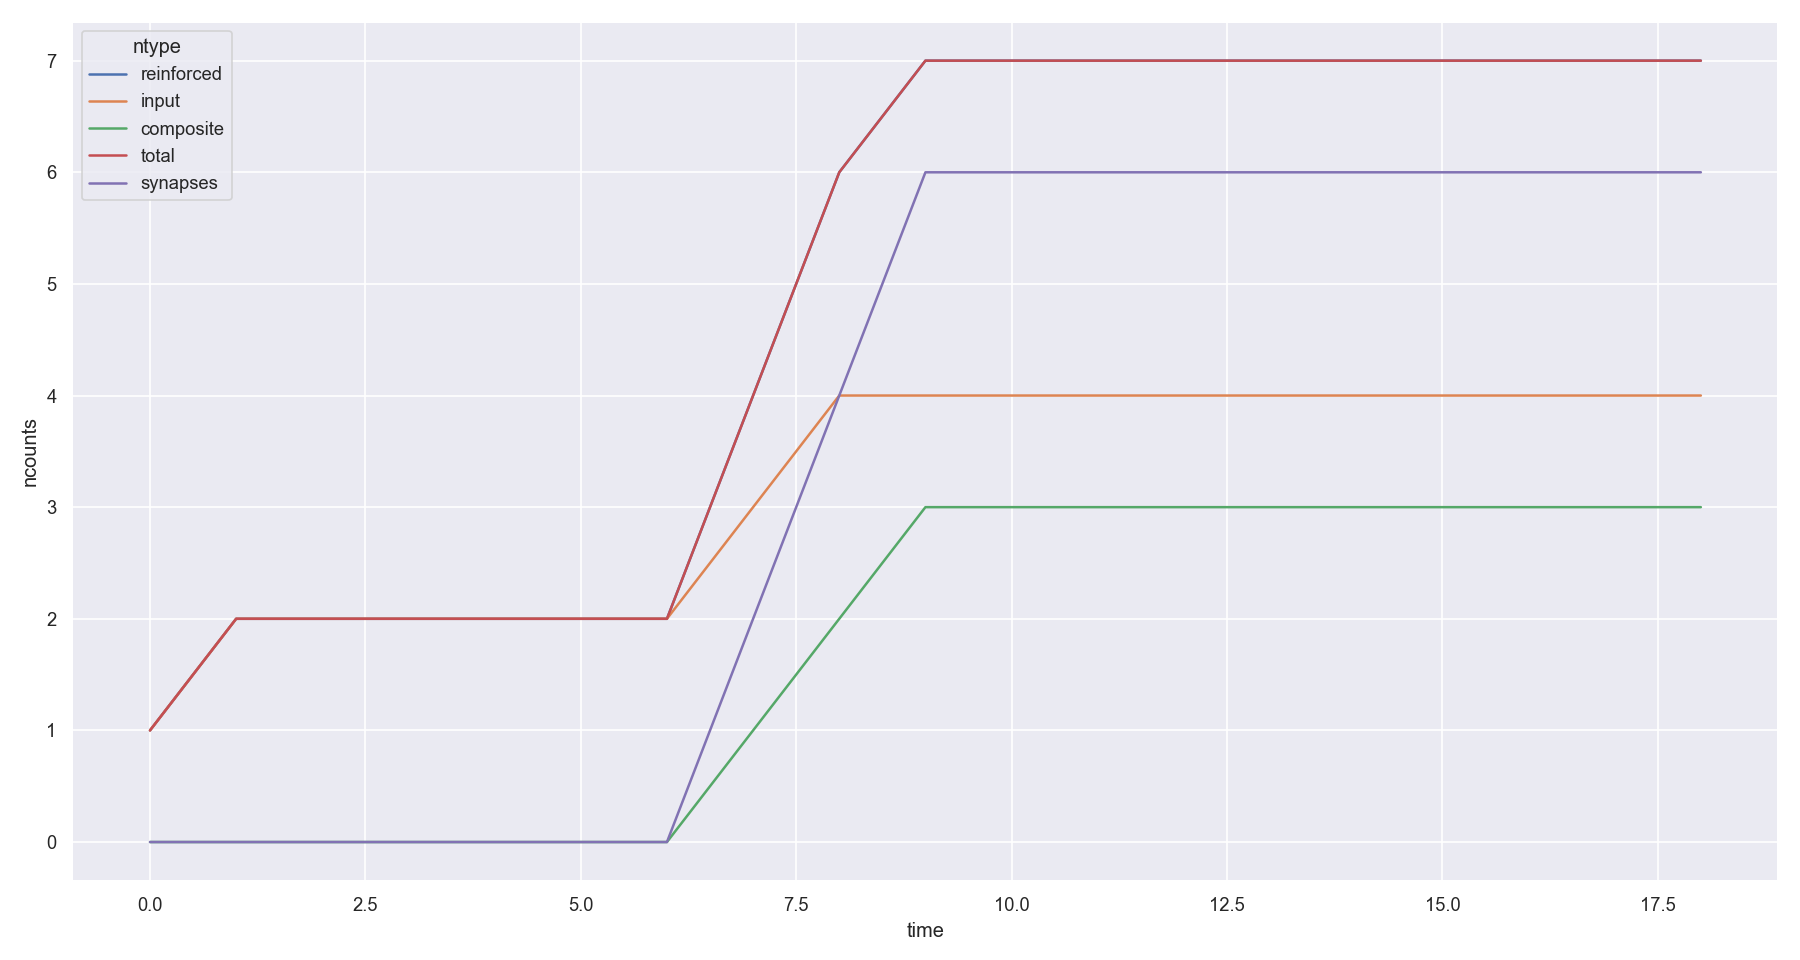 ntype
reinforced
input
composite
total
synapses
7
6
5
4
3
2
1
0
ncounts
0.0 2.5 5.0 7.5 10.0 12.5 15.0 17.5
time